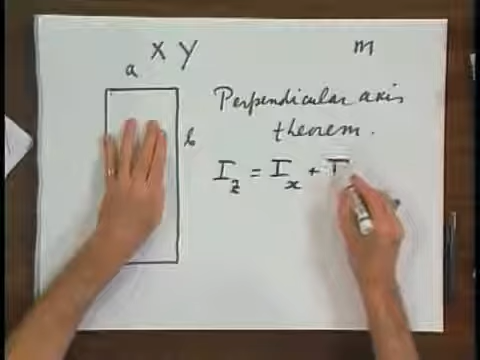 X Y m
a
Perpendicular axis
b
theorem.
I_z = I_x + I